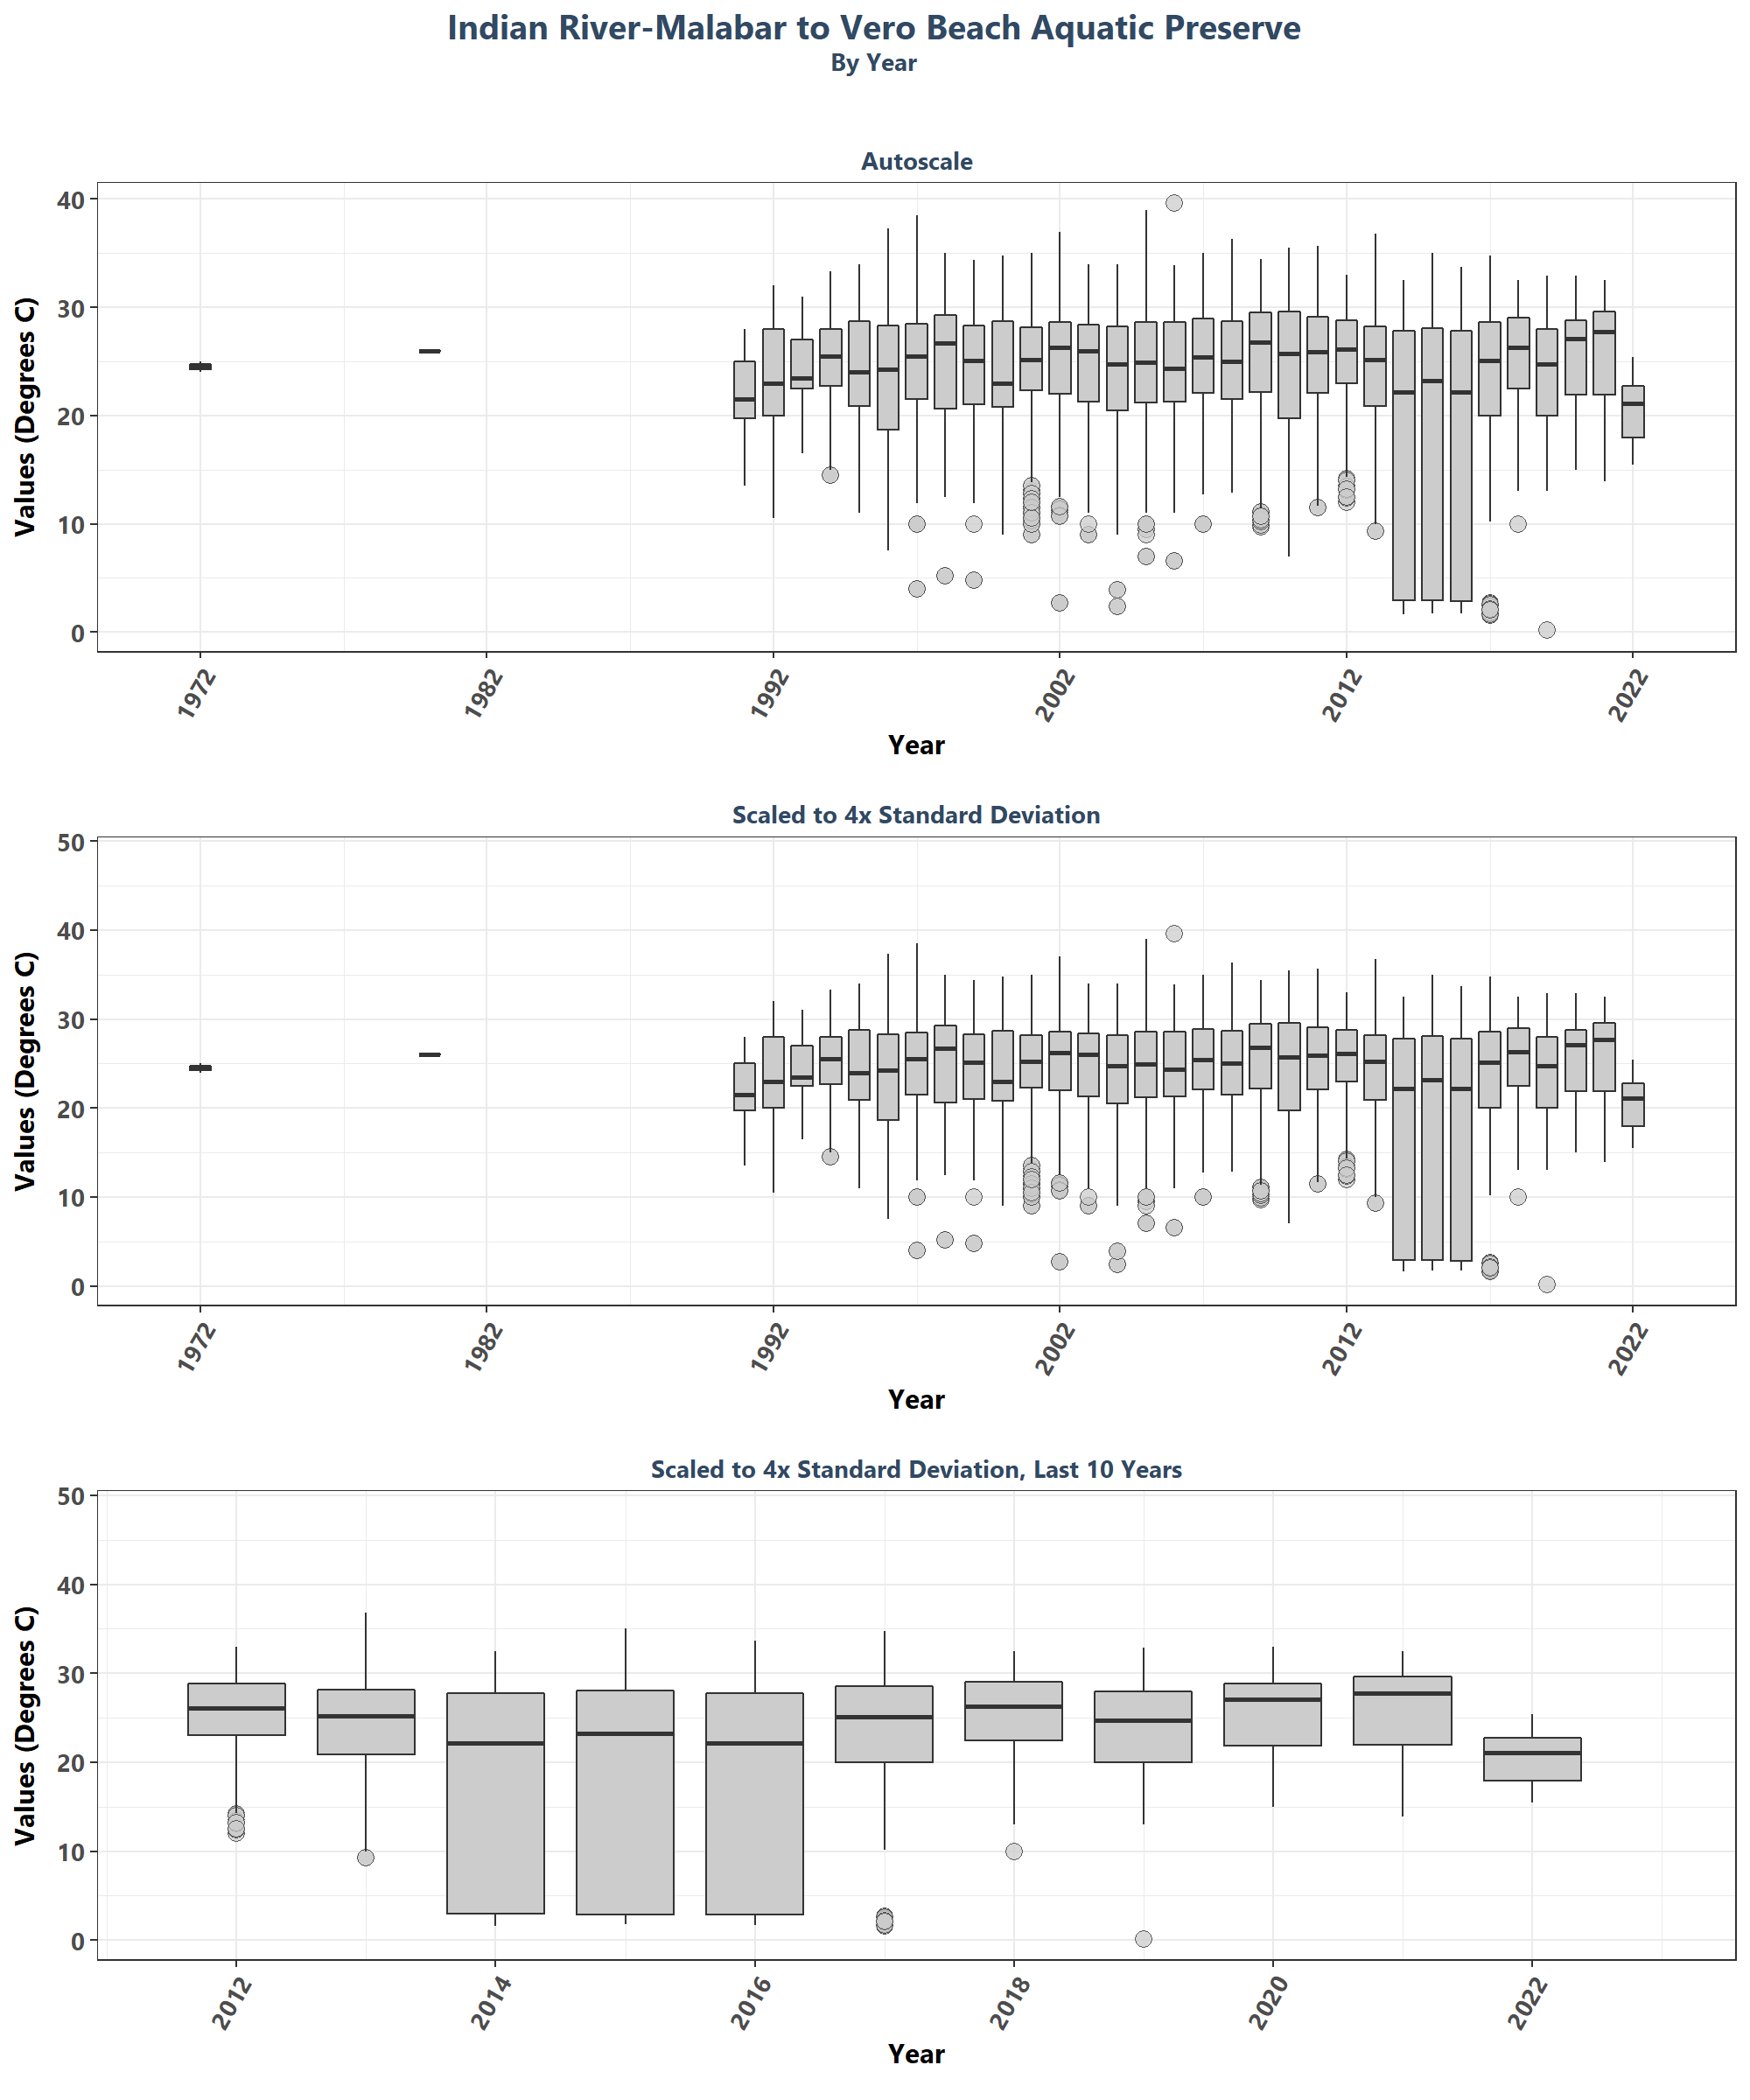 Indian River-Malabar to Vero Beach Aquatic Preserve
By Year
Autoscale
Values (Degrees C)
40
30
20
10
0
1972 1982 1992 2002 2012 2022
Year
Scaled to 4x Standard Deviation
Values (Degrees C)
50
40
30
20
10
0
1972 1982 1992 2002 2012 2022
Year
Scaled to 4x Standard Deviation, Last 10 Years
Values (Degrees C)
50
40
30
20
10
0
2012 2014 2016 2018 2020 2022
Year